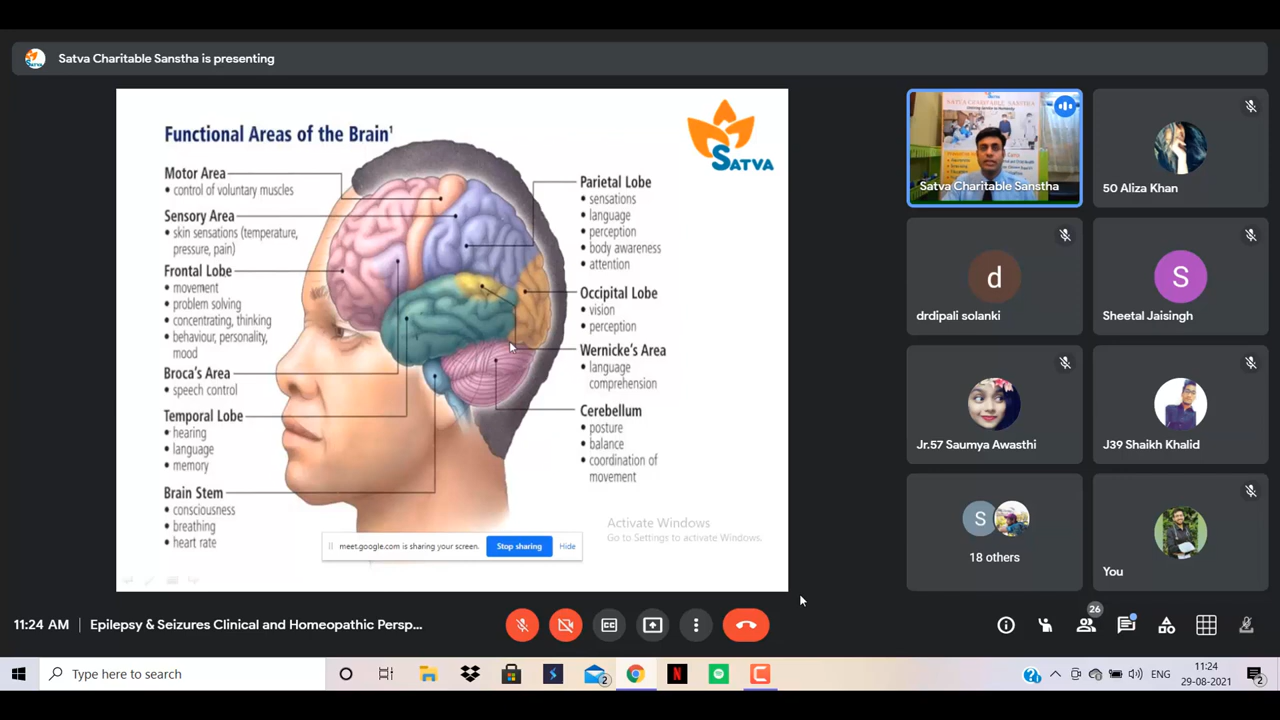 Satva Charitable Sanstha is presenting
Functional Areas of the Brain¹
SATVA
Motor Area
• control of voluntary muscles
Sensory Area
• skin sensations (temperature,
pressure, pain)
Frontal Lobe
• movement
• problem solving
• concentrating, thinking
• behaviour, personality,
mood
Broca's Area
• speech control
Temporal Lobe
• hearing
• language
• memory
Brain Stem
• consciousness
• breathing
• heart rate
Parietal Lobe
• sensations
• language
• perception
• body awareness
• attention
Occipital Lobe
• vision
• perception
Wernicke's Area
• language
comprehension
Cerebellum
• posture
• balance
• coordination of
movement
Activate Windows
Go to Settings to activate Windows.
meet.google.com is sharing your screen.
Stop sharing
Hide
SATVA CHARITABLE SANSTHA
Satva Charitable Sanstha
50 Aliza Khan
d
drdipali solanki
S
Sheetal Jaisingh
Jr.57 Saumya Awasthi
J39 Shaikh Khalid
S
18 others
You
11:24 AM
Epilepsy & Seizures Clinical and Homeopathic Persp...
26
Type here to search
2
ENG
11:24
29-08-2021
2